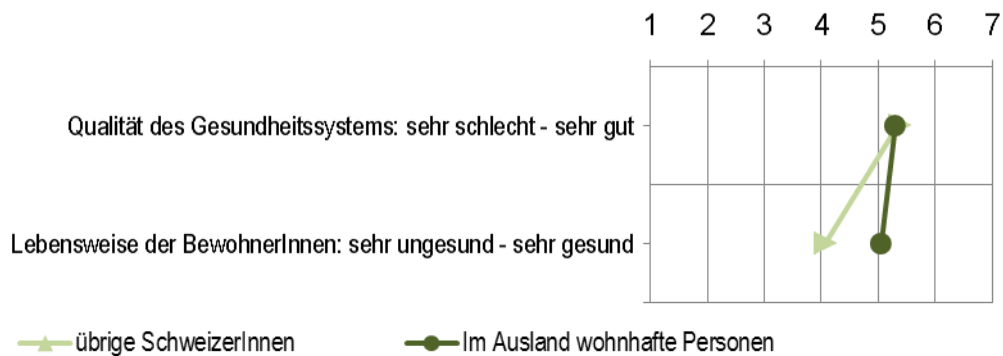 1 2 3 4 5 6 7
Qualität des Gesundheitssystems: sehr schlecht - sehr gut
Lebensweise der BewohnerInnen: sehr ungesund - sehr gesund
übrige SchweizerInnen Im Ausland wohnhafte Personen